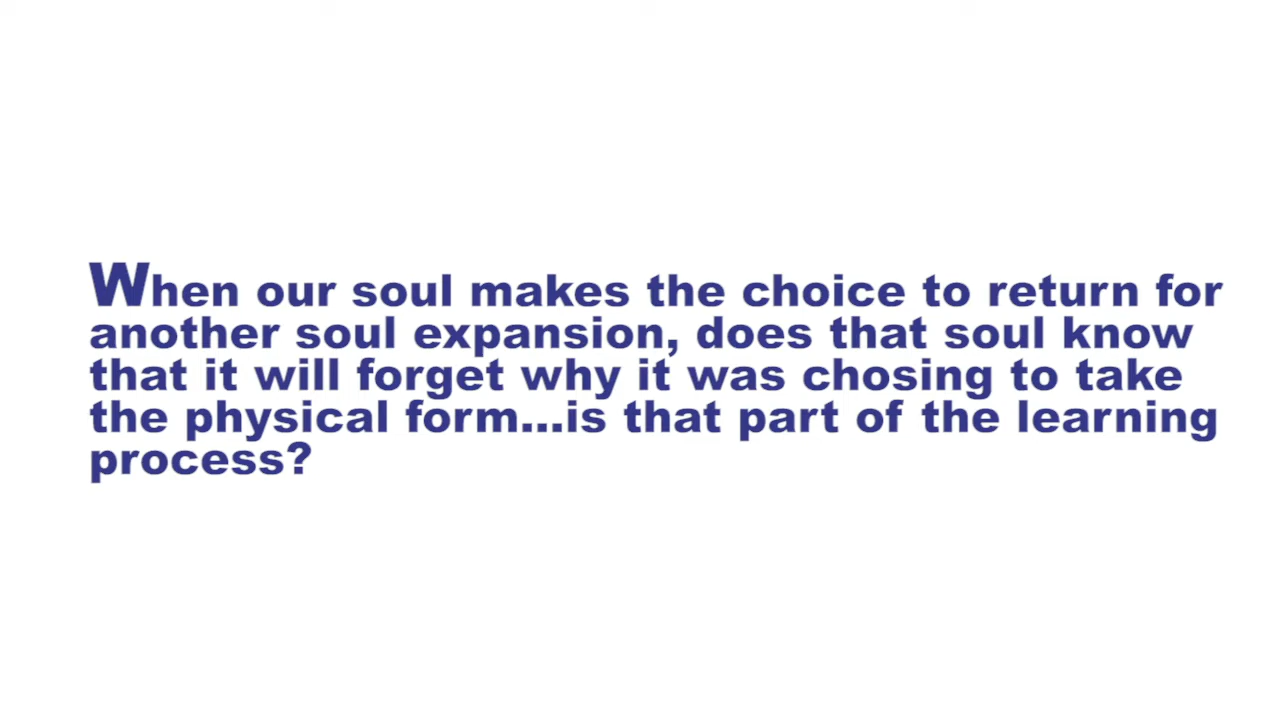 When our soul makes the choice to return for
another soul expansion, does that soul know
that it will forget why it was chosing to take
the physical form...is that part of the learning
process?